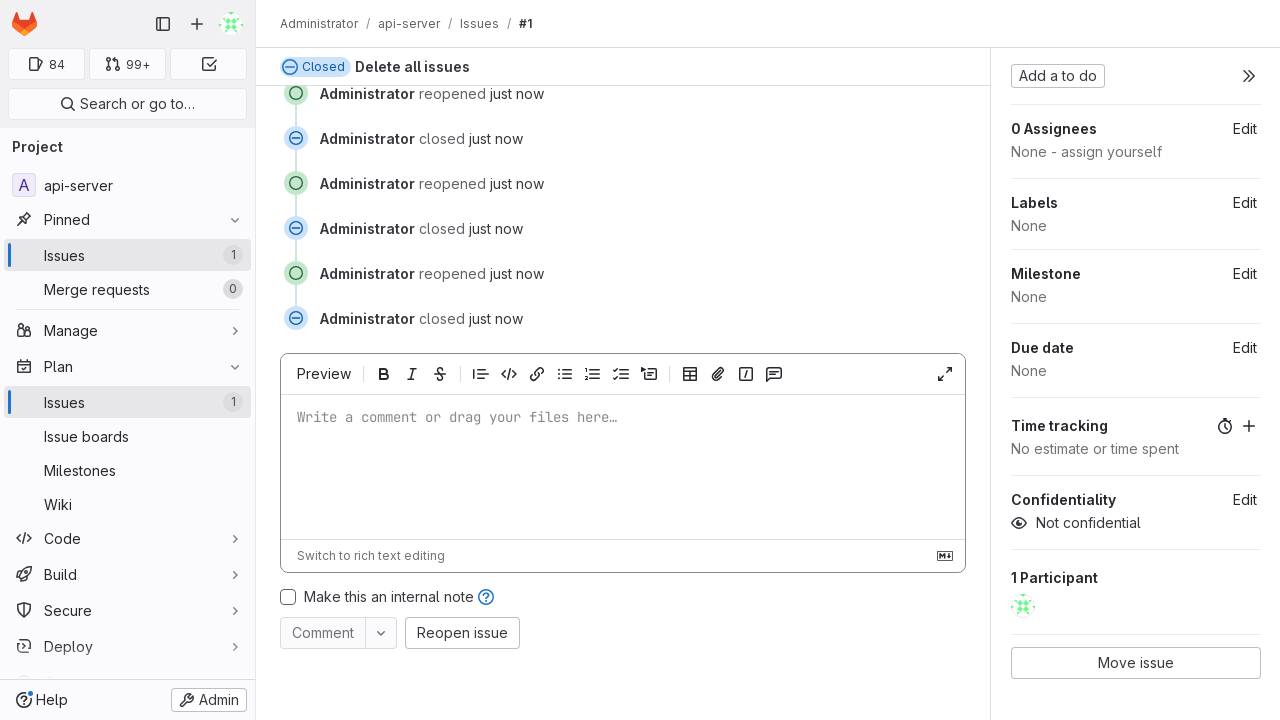 84
99+
Search or go to…
Project
A api-server
Pinned
Issues 1
Merge requests 0
Manage
Plan
Issues 1
Issue boards
Milestones
Wiki
Code
Build
Secure
Deploy
Help
Admin
Administrator / api-server / Issues / #1
Closed Delete all issues
Administrator reopened just now
Administrator closed just now
Administrator reopened just now
Administrator closed just now
Administrator reopened just now
Administrator closed just now
Preview
Write a comment or drag your files here…
Switch to rich text editing
Make this an internal note
Comment
Reopen issue
Add a to do
0 Assignees Edit
None - assign yourself
Labels Edit
None
Milestone Edit
None
Due date Edit
None
Time tracking
No estimate or time spent
Confidentiality Edit
Not confidential
1 Participant
Move issue